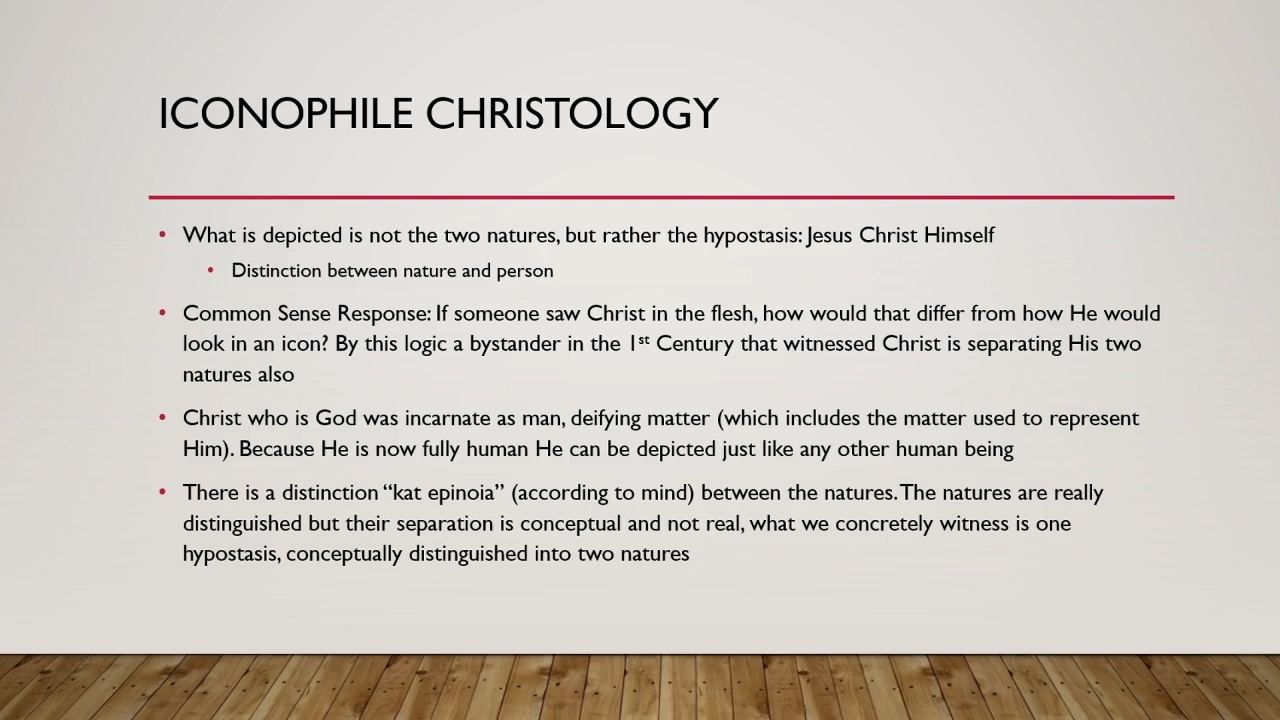 ICONOPHILE CHRISTOLOGY
• What is depicted is not the two natures, but rather the hypostasis: Jesus Christ Himself
• Distinction between nature and person
• Common Sense Response: If someone saw Christ in the flesh, how would that differ from how He would
look in an icon? By this logic a bystander in the 1st Century that witnessed Christ is separating His two
natures also
• Christ who is God was incarnate as man, deifying matter (which includes the matter used to represent
Him). Because He is now fully human He can be depicted just like any other human being
• There is a distinction “kat epinoia” (according to mind) between the natures. The natures are really
distinguished but their separation is conceptual and not real, what we concretely witness is one
hypostasis, conceptually distinguished into two natures